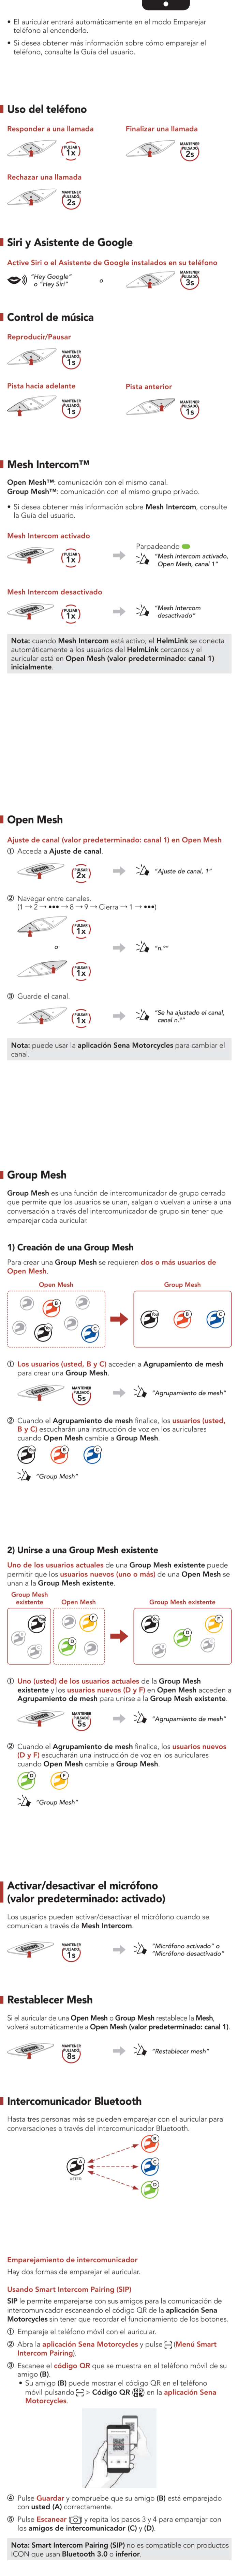 • El auricular entrará automáticamente en el modo Emparejar
teléfono al encenderlo.
• Si desea obtener más información sobre cómo emparejar el
teléfono, consulte la Guía del usuario.
Uso del teléfono
Responder a una llamada
Finalizar una llamada
PULSAR
1x
MANTENER
PULSADO
2s
Rechazar una llamada
MANTENER
PULSADO
2s
Siri y Asistente de Google
Active Siri o el Asistente de Google instalados en su teléfono
"Hey Google"
o "Hey Siri"
o
MANTENER
PULSADO
3s
Control de música
Reproducir/Pausar
MANTENER
PULSADO
1s
Pista hacia adelante
Pista anterior
MANTENER
PULSADO
1s
MANTENER
PULSADO
1s
Mesh Intercom™
Open Mesh™: comunicación con el mismo canal.
Group Mesh™: comunicación con el mismo grupo privado.
• Si desea obtener más información sobre Mesh Intercom, consulte
la Guía del usuario.
Mesh Intercom activado
PULSAR
1x
Parpadeando
"Mesh intercom activado,
Open Mesh, canal 1"
Mesh Intercom desactivado
PULSAR
1x
"Mesh Intercom
desactivado"
Nota: cuando Mesh Intercom está activo, el HelmLink se conecta
automáticamente a los usuarios del HelmLink cercanos y el
auricular está en Open Mesh (valor predeterminado: canal 1)
inicialmente.
Open Mesh
Ajuste de canal (valor predeterminado: canal 1) en Open Mesh
① Acceda a Ajuste de canal.
PULSAR
2x
"Ajuste de canal, 1"
② Navegar entre canales.
(1 → 2 → ••• → 8 → 9 → Cierra → 1 → •••)
PULSAR
1x
o
"n.°"
PULSAR
1x
③ Guarde el canal.
PULSAR
1x
"Se ha ajustado el canal,
canal n.°"
Nota: puede usar la aplicación Sena Motorcycles para cambiar el
canal.
Group Mesh
Group Mesh es una función de intercomunicador de grupo cerrado
que permite que los usuarios se unan, salgan o vuelvan a unirse a una
conversación a través del intercomunicador de grupo sin tener que
emparejar cada auricular.
1) Creación de una Group Mesh
Para crear una Group Mesh se requieren dos o más usuarios de
Open Mesh.
Open Mesh
Group Mesh
B
C
B
C
① Los usuarios (usted, B y C) acceden a Agrupamiento de mesh
para crear una Group Mesh.
MANTENER
PULSADO
5s
"Agrupamiento de mesh"
② Cuando el Agrupamiento de mesh finalice, los usuarios (usted,
B y C) escucharán una instrucción de voz en los auriculares
cuando Open Mesh cambie a Group Mesh.
B
C
"Group Mesh"
2) Unirse a una Group Mesh existente
Uno de los usuarios actuales de una Group Mesh existente puede
permitir que los usuarios nuevos (uno o más) de una Open Mesh se
unan a la Group Mesh existente.
Group Mesh
existente
Open Mesh
Group Mesh existente
F
D
F
D
① Uno (usted) de los usuarios actuales de la Group Mesh
existente y los usuarios nuevos (D y F) en Open Mesh acceden a
Agrupamiento de mesh para unirse a la Group Mesh existente.
MANTENER
PULSADO
5s
"Agrupamiento de mesh"
② Cuando el Agrupamiento de mesh finalice, los usuarios nuevos
(D y F) escucharán una instrucción de voz en los auriculares
cuando Open Mesh cambie a Group Mesh.
D
F
"Group Mesh"
Activar/desactivar el micrófono
(valor predeterminado: activado)
Los usuarios pueden activar/desactivar el micrófono cuando se
comunican a través de Mesh Intercom.
MANTENER
PULSADO
1s
"Micrófono activado" o
"Micrófono desactivado"
Restablecer Mesh
Si el auricular de una Open Mesh o Group Mesh restablece la Mesh,
volverá automáticamente a Open Mesh (valor predeterminado: canal 1).
MANTENER
PULSADO
8s
"Restablecer mesh"
Intercomunicador Bluetooth
Hasta tres personas más se pueden emparejar con el auricular para
conversaciones a través del intercomunicador Bluetooth.
B
A
C
USTED
D
Emparejamiento de intercomunicador
Hay dos formas de emparejar el auricular.
Usando Smart Intercom Pairing (SIP)
SIP le permite emparejarse con sus amigos para la comunicación de
intercomunicador escaneando el código QR de la aplicación Sena
Motorcycles sin tener que recordar el funcionamiento de los botones.
① Empareje el teléfono móvil con el auricular.
② Abra la aplicación Sena Motorcycles y pulse (Menú Smart
Intercom Pairing).
③ Escanee el código QR que se muestra en el teléfono móvil de su
amigo (B).
• Su amigo (B) puede mostrar el código QR en el teléfono
móvil pulsando > Código QR ( ) en la aplicación Sena
Motorcycles.
④ Pulse Guardar y compruebe que su amigo (B) está emparejado
con usted (A) correctamente.
⑤ Pulse Escanear ( ) y repita los pasos 3 y 4 para emparejar con
los amigos de intercomunicador (C) y (D).
Nota: Smart Intercom Pairing (SIP) no es compatible con productos
ICON que usan Bluetooth 3.0 o inferior.